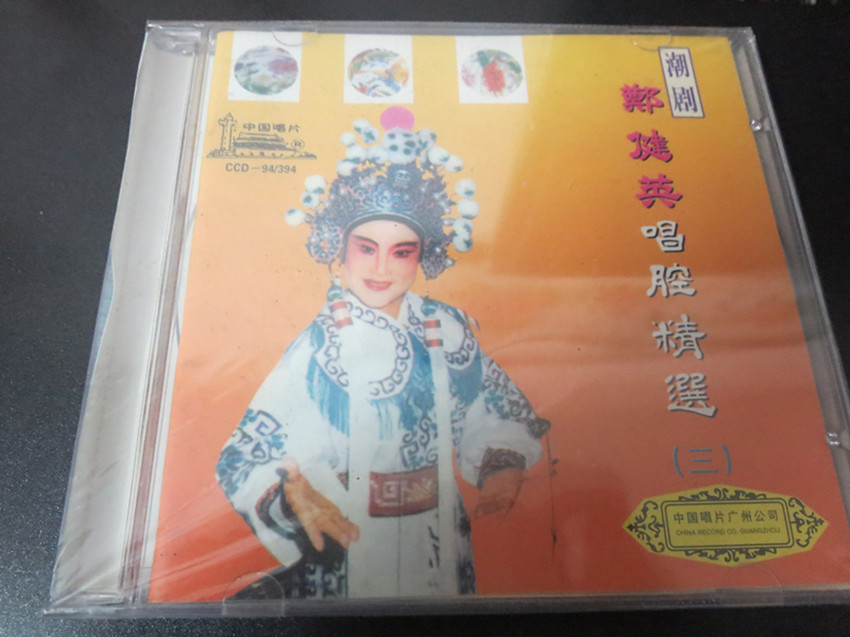 潮剧
鄭健英唱腔精選
(三)
中国唱片
R
CCD-94/394
中国唱片广州公司
CHINA RECORD CO. GUANGZHOU